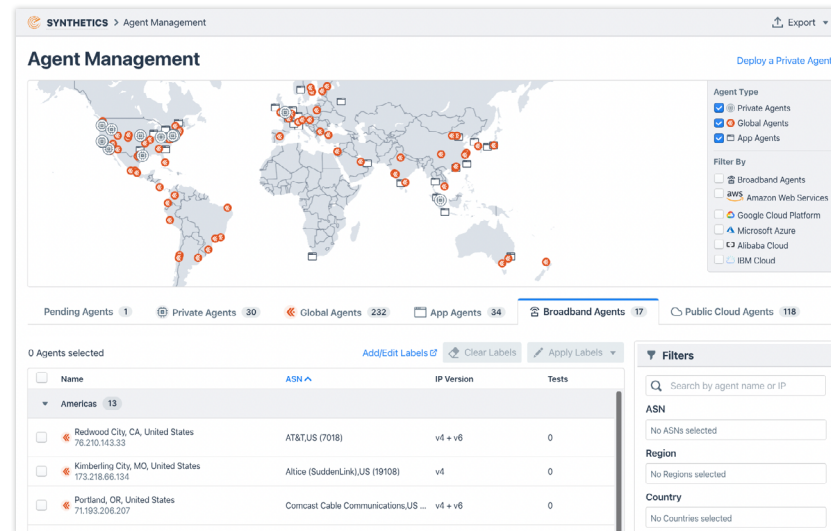 SYNTHETICS > Agent Management
Export
Agent Management
Deploy a Private Agent
Agent Type
Private Agents
Global Agents
App Agents
Filter By
Broadband Agents
aws Amazon Web Services
Google Cloud Platform
Microsoft Azure
Alibaba Cloud
IBM Cloud
Pending Agents 1
Private Agents 30
Global Agents 232
App Agents 34
Broadband Agents 17
Public Cloud Agents 118
0 Agents selected
Add/Edit Labels
Clear Labels
Apply Labels
Name ASN IP Version Tests
Americas 13
Redwood City, CA, United States
76.210.143.33
AT&T,US (7018) v4 + v6 0
Kimberling City, MO, United States
173.218.66.134
Altice (SuddenLink),US (19108) v4 0
Portland, OR, United States
71.193.206.207
Comcast Cable Communications,US ... v4 + v6 0
Filters
Search by agent name or IP
ASN
No ASNs selected
Region
No Regions selected
Country
No Countries selected